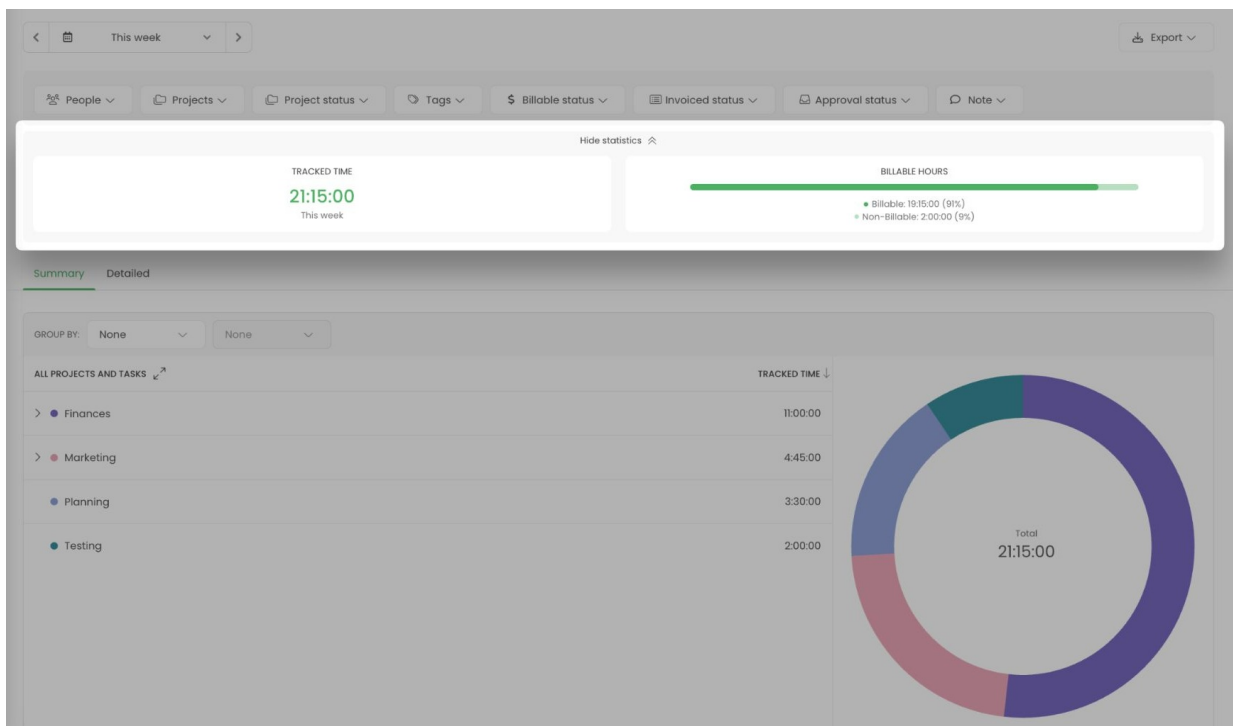 This week
Export
People
Projects
Project status
Tags
$ Billable status
Invoiced status
Approval status
Note
Hide statistics
TRACKED TIME
21:15:00
This week
BILLABLE HOURS
Billable: 19:15:00 (91%)
Non-Billable: 2:00:00 (9%)
Summary
Detailed
GROUP BY:
None
None
ALL PROJECTS AND TASKS
TRACKED TIME
Finances
11:00:00
Marketing
4:45:00
Planning
3:30:00
Testing
2:00:00
Total
21:15:00